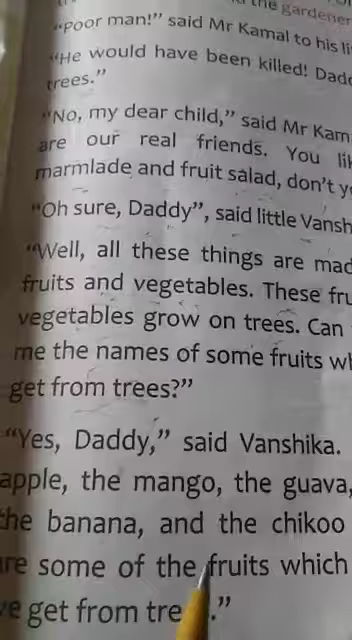 the gardener
"Poor man!" said Mr Kamal to his
"He would have been killed!
trees."
"No, my dear child," said Mr Kam
are our real friends. You
marmlade and fruit salad, don't
"Oh sure, Daddy", said little Vansh
"Well, all these things are mad
fruits and vegetables. These fru
vegetables grow on trees. Can
me the names of some fruits
get from trees?"
"Yes, Daddy," said Vanshika.
apple, the mango, the guava,
the banana, and the chikoo
are some of the fruits which
we get from tre ."